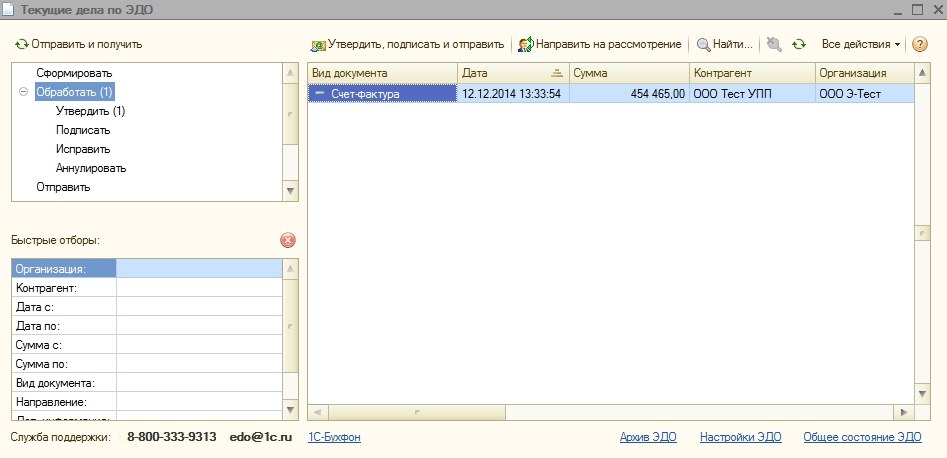 Текущие дела по ЭДО
Отправить и получить
Утвердить, подписать и отправить
Направить на рассмотрение
Найти...
Все действия
?
Сформировать
Обработать (1)
Утвердить (1)
Подписать
Исправить
Аннулировать
Отправить
Вид документа Дата Сумма Контрагент Организация
Счет-фактура 12.12.2014 13:33:54 454 465,00 ООО Тест УПП ООО Э-Тест
Быстрые отборы:
Организация:
Контрагент:
Дата с:
Дата по:
Сумма с:
Сумма по:
Вид документа:
Направление:
Служба поддержки: 8-800-333-9313 edo@1c.ru 1С-Бухфон Архив ЭДО Настройки ЭДО Общее состояние ЭДО